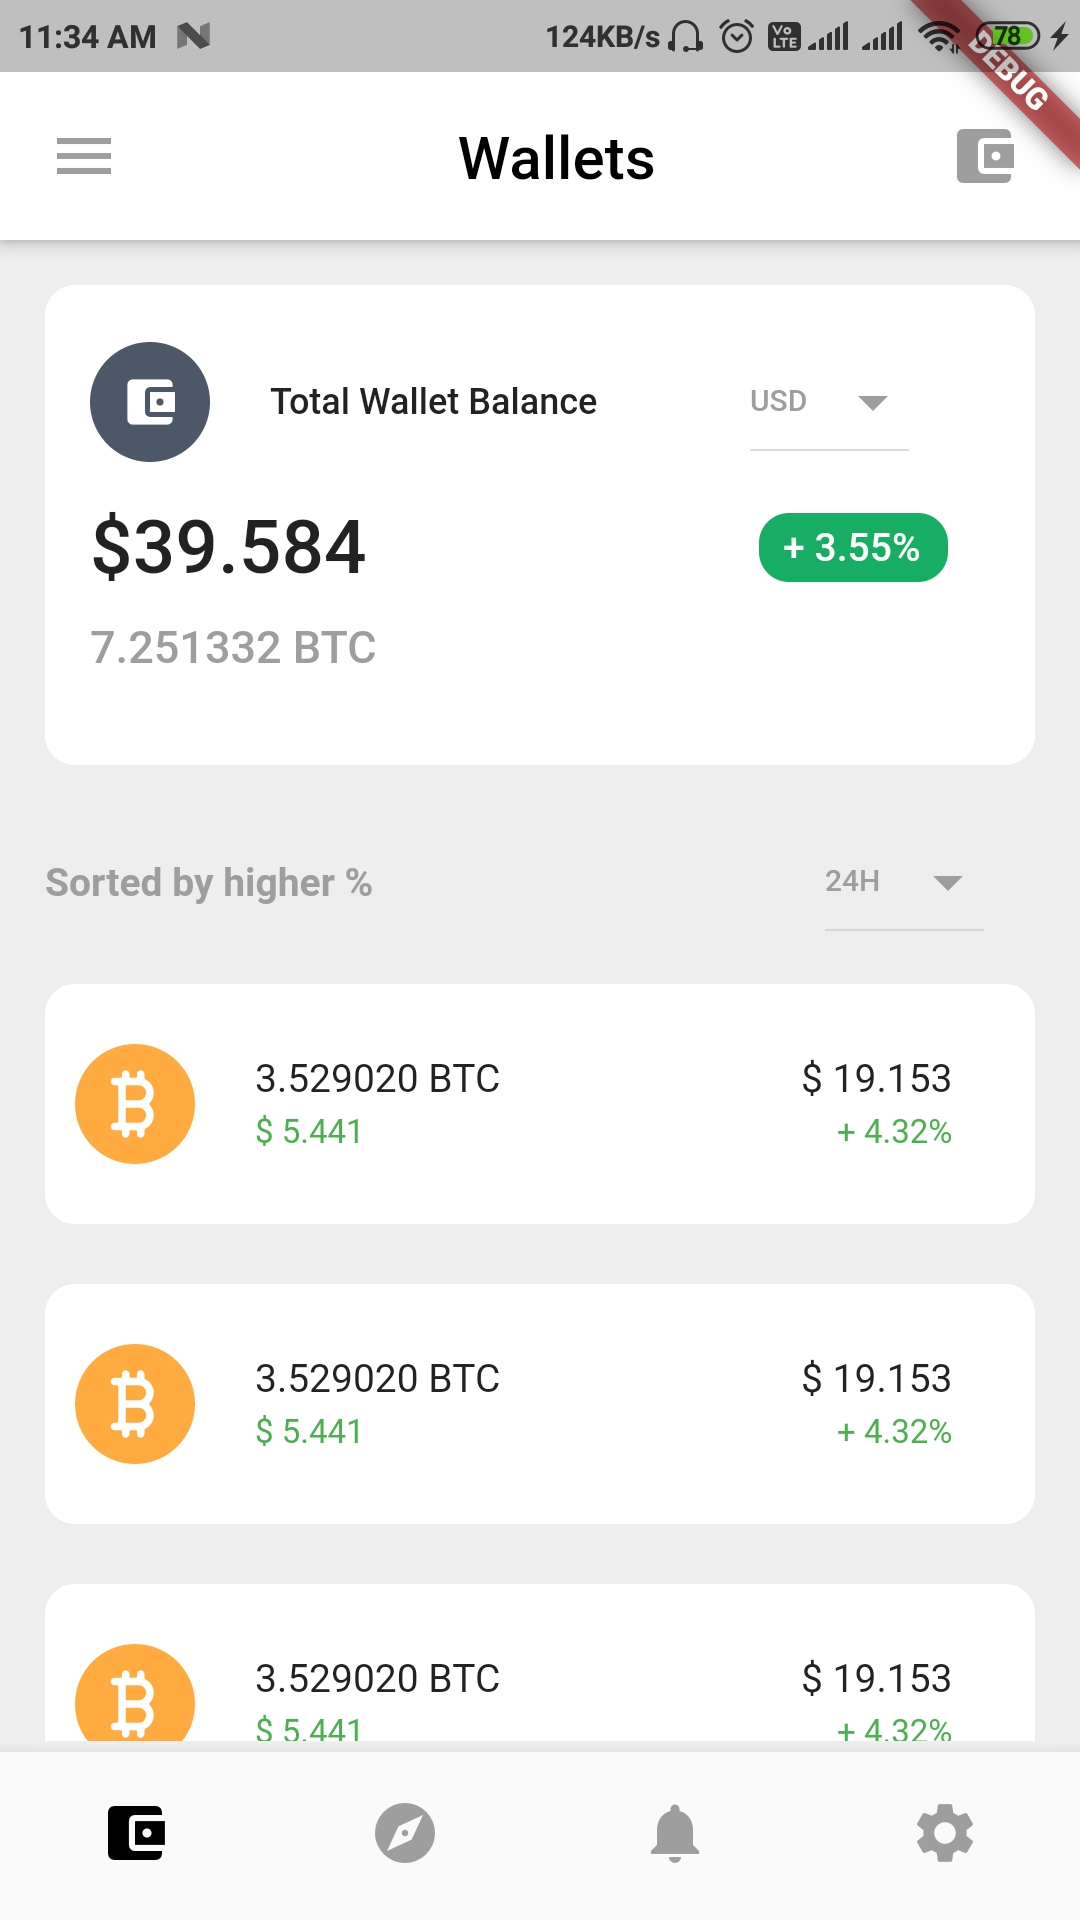 11:34 AM 124KB/s Vo LTE 78
DEBUG
Wallets
Total Wallet Balance USD
$39.584 + 3.55%
7.251332 BTC
Sorted by higher % 24H
3.529020 BTC $ 19.153
$ 5.441 + 4.32%
3.529020 BTC $ 19.153
$ 5.441 + 4.32%
3.529020 BTC $ 19.153
$ 5.441 + 4.32%